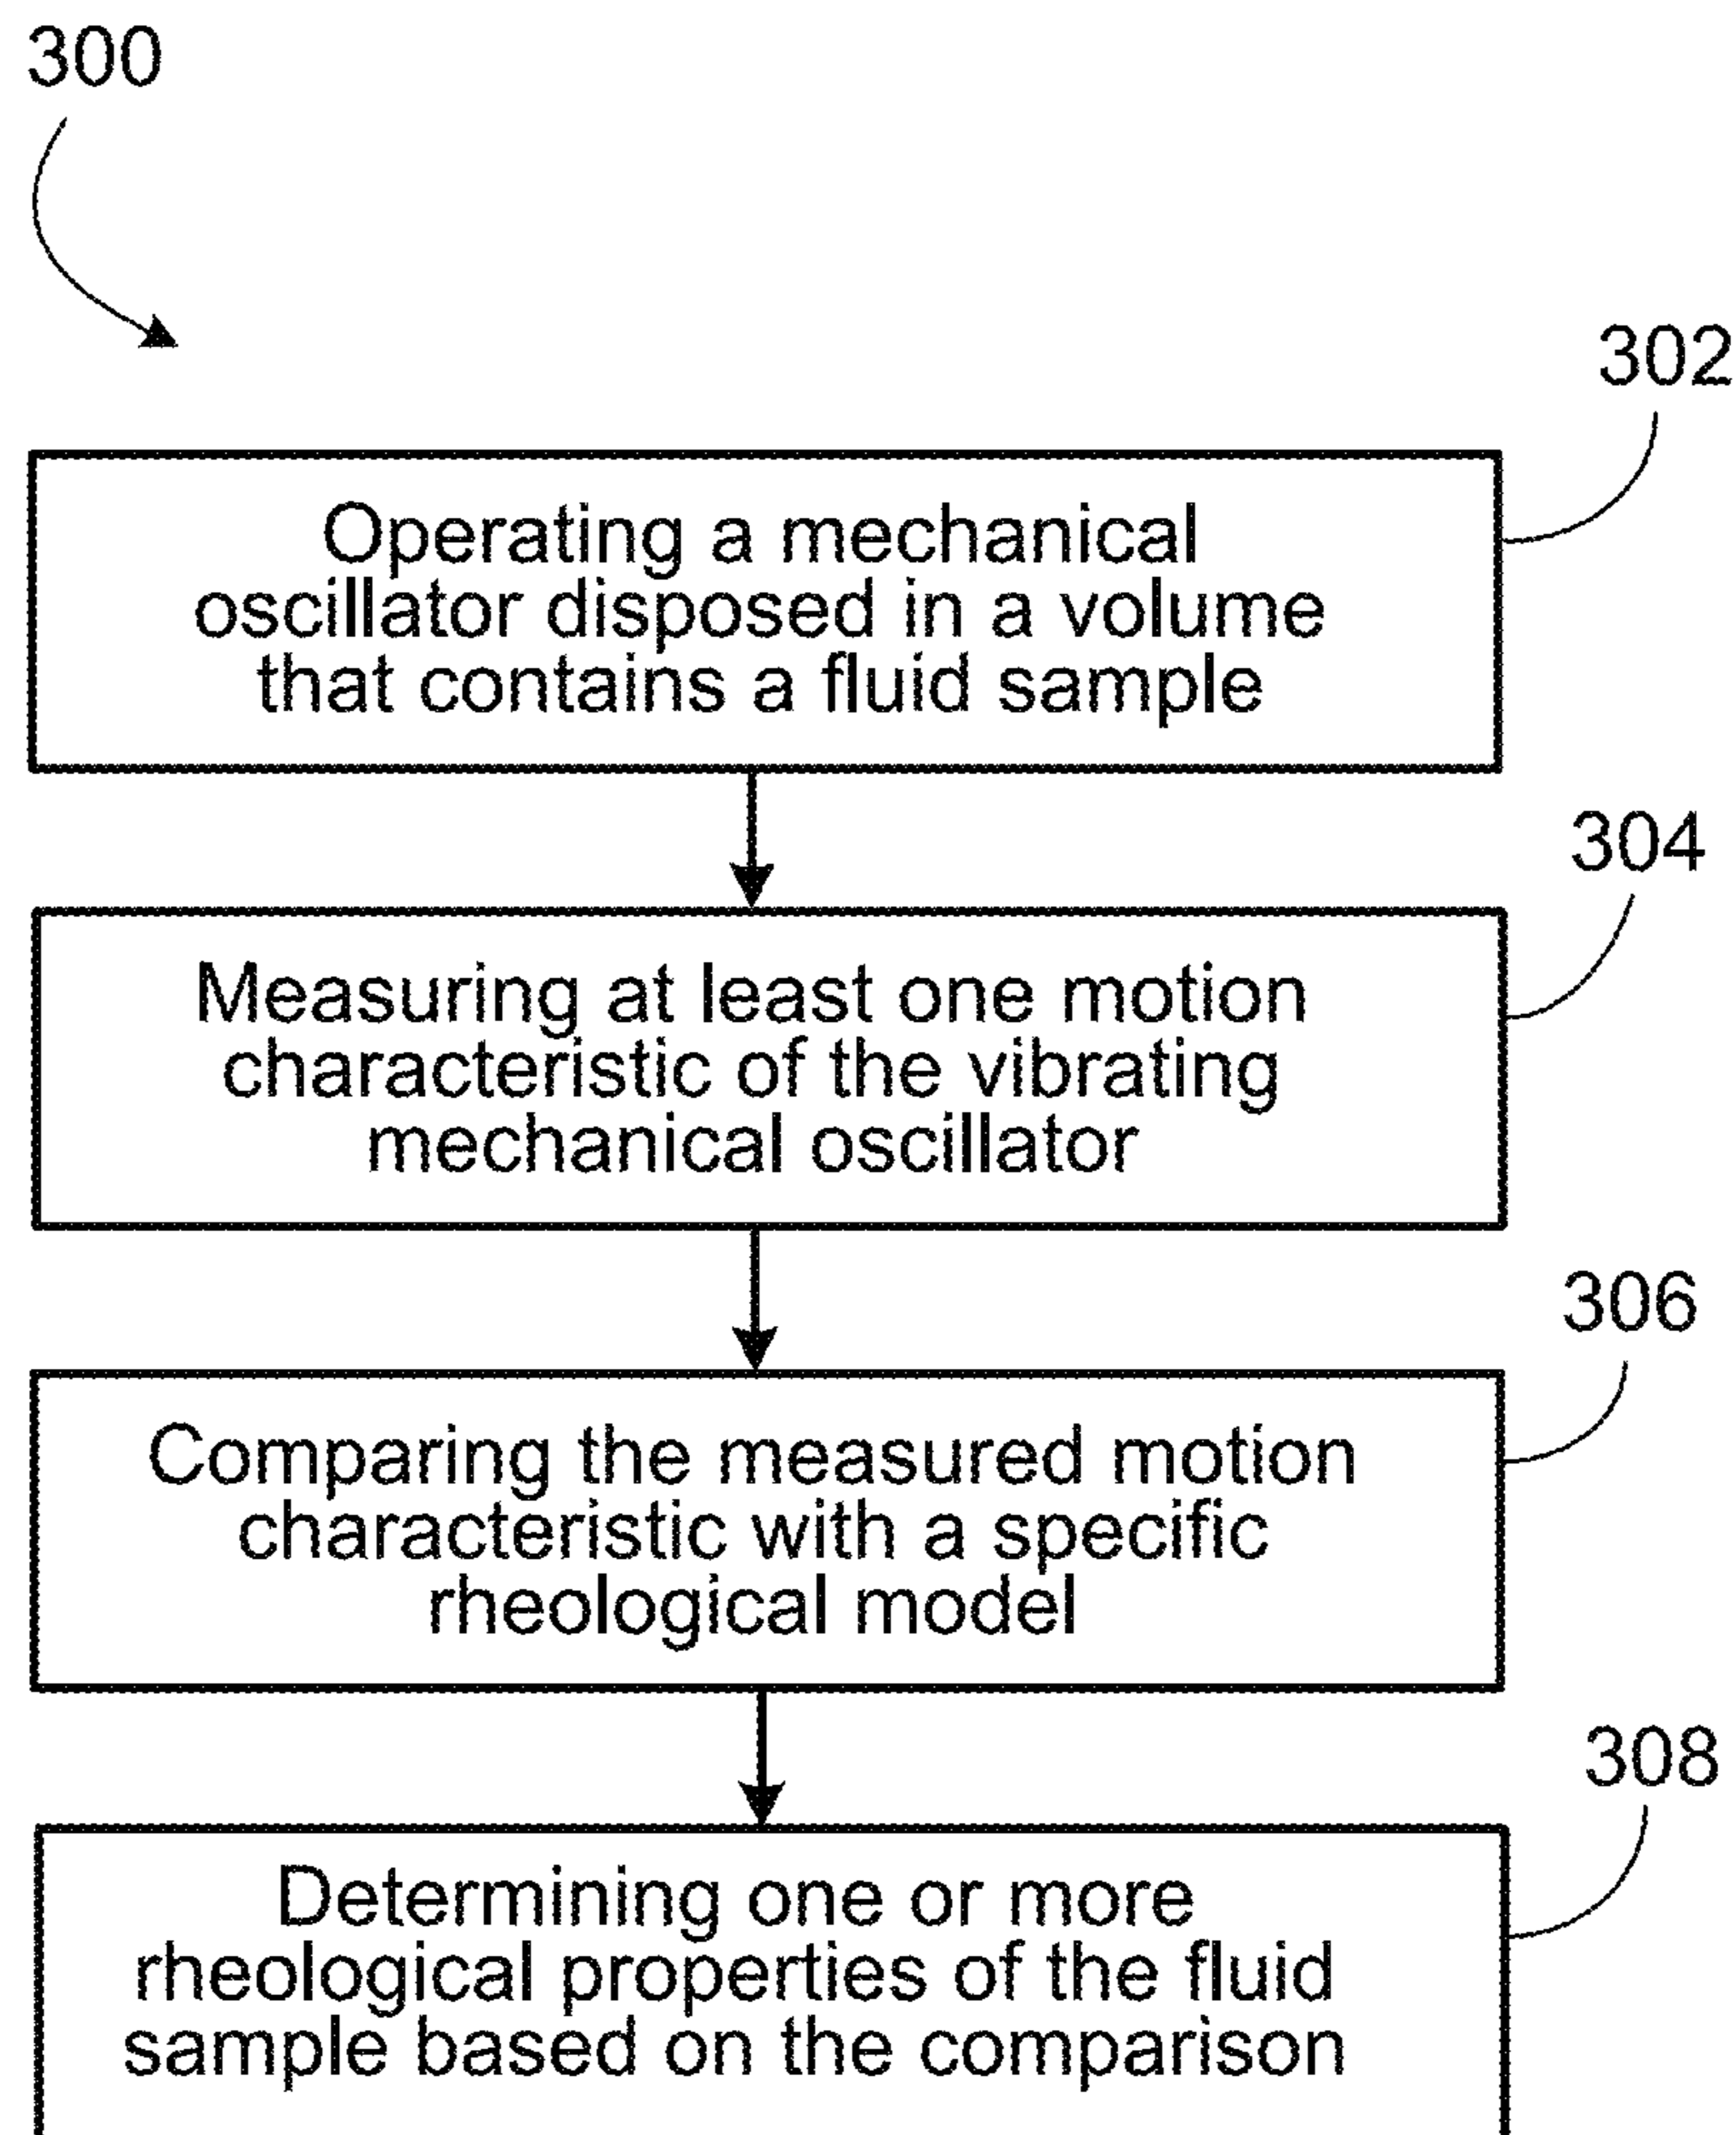 300
302
Operating a mechanical
oscillator disposed in a volume
that contains a fluid sample
304
Measuring at least one motion
characteristic of the vibrating
mechanical oscillator
306
Comparing the measured motion
characteristic with a specific
rheological model
308
Determining one or more
rheological properties of the fluid
sample based on the comparison